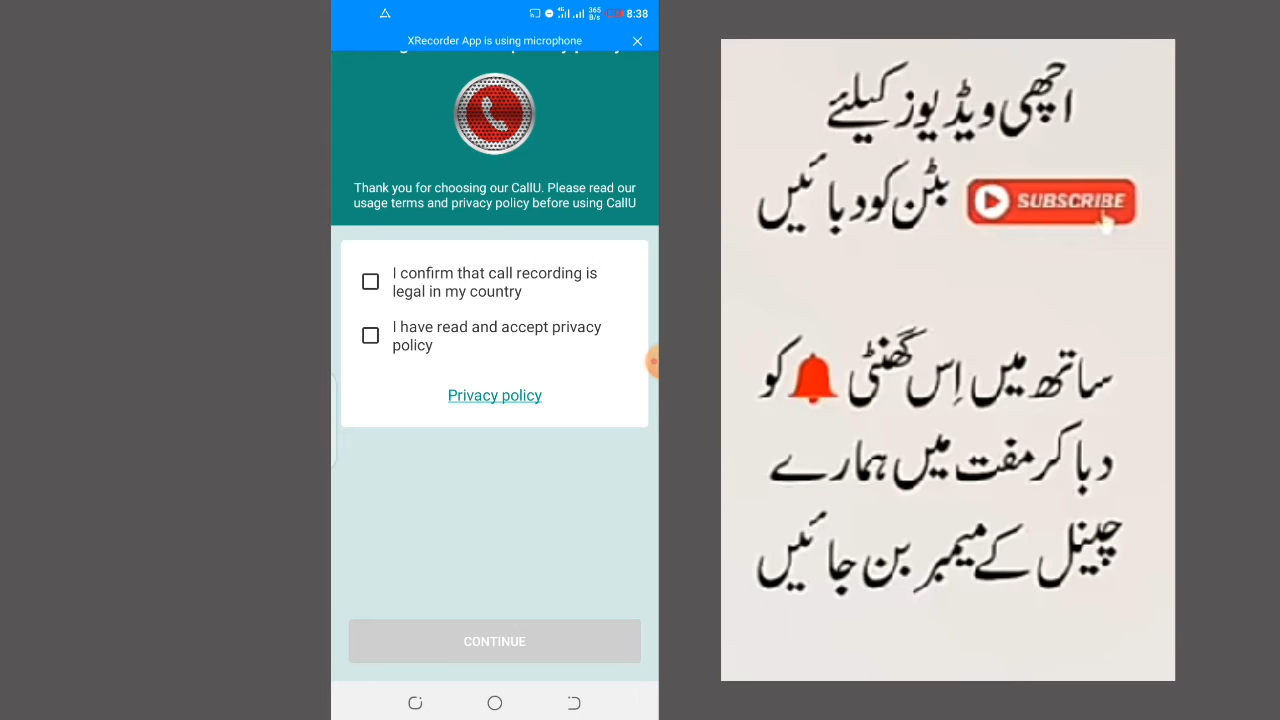 365
B/s
8:38
XRecorder App is using microphone
Thank you for choosing our CallU. Please read our
usage terms and privacy policy before using CallU
I confirm that call recording is
legal in my country
I have read and accept privacy
policy
Privacy policy
CONTINUE
اچھی ویڈیوز کیلئے
SUBSCRIBE بٹن کو دبائیں
ساتھ میں اِس گھنٹی کو
دبا کر مفت میں ہمارے
چینل کے میمبر بن جائیں